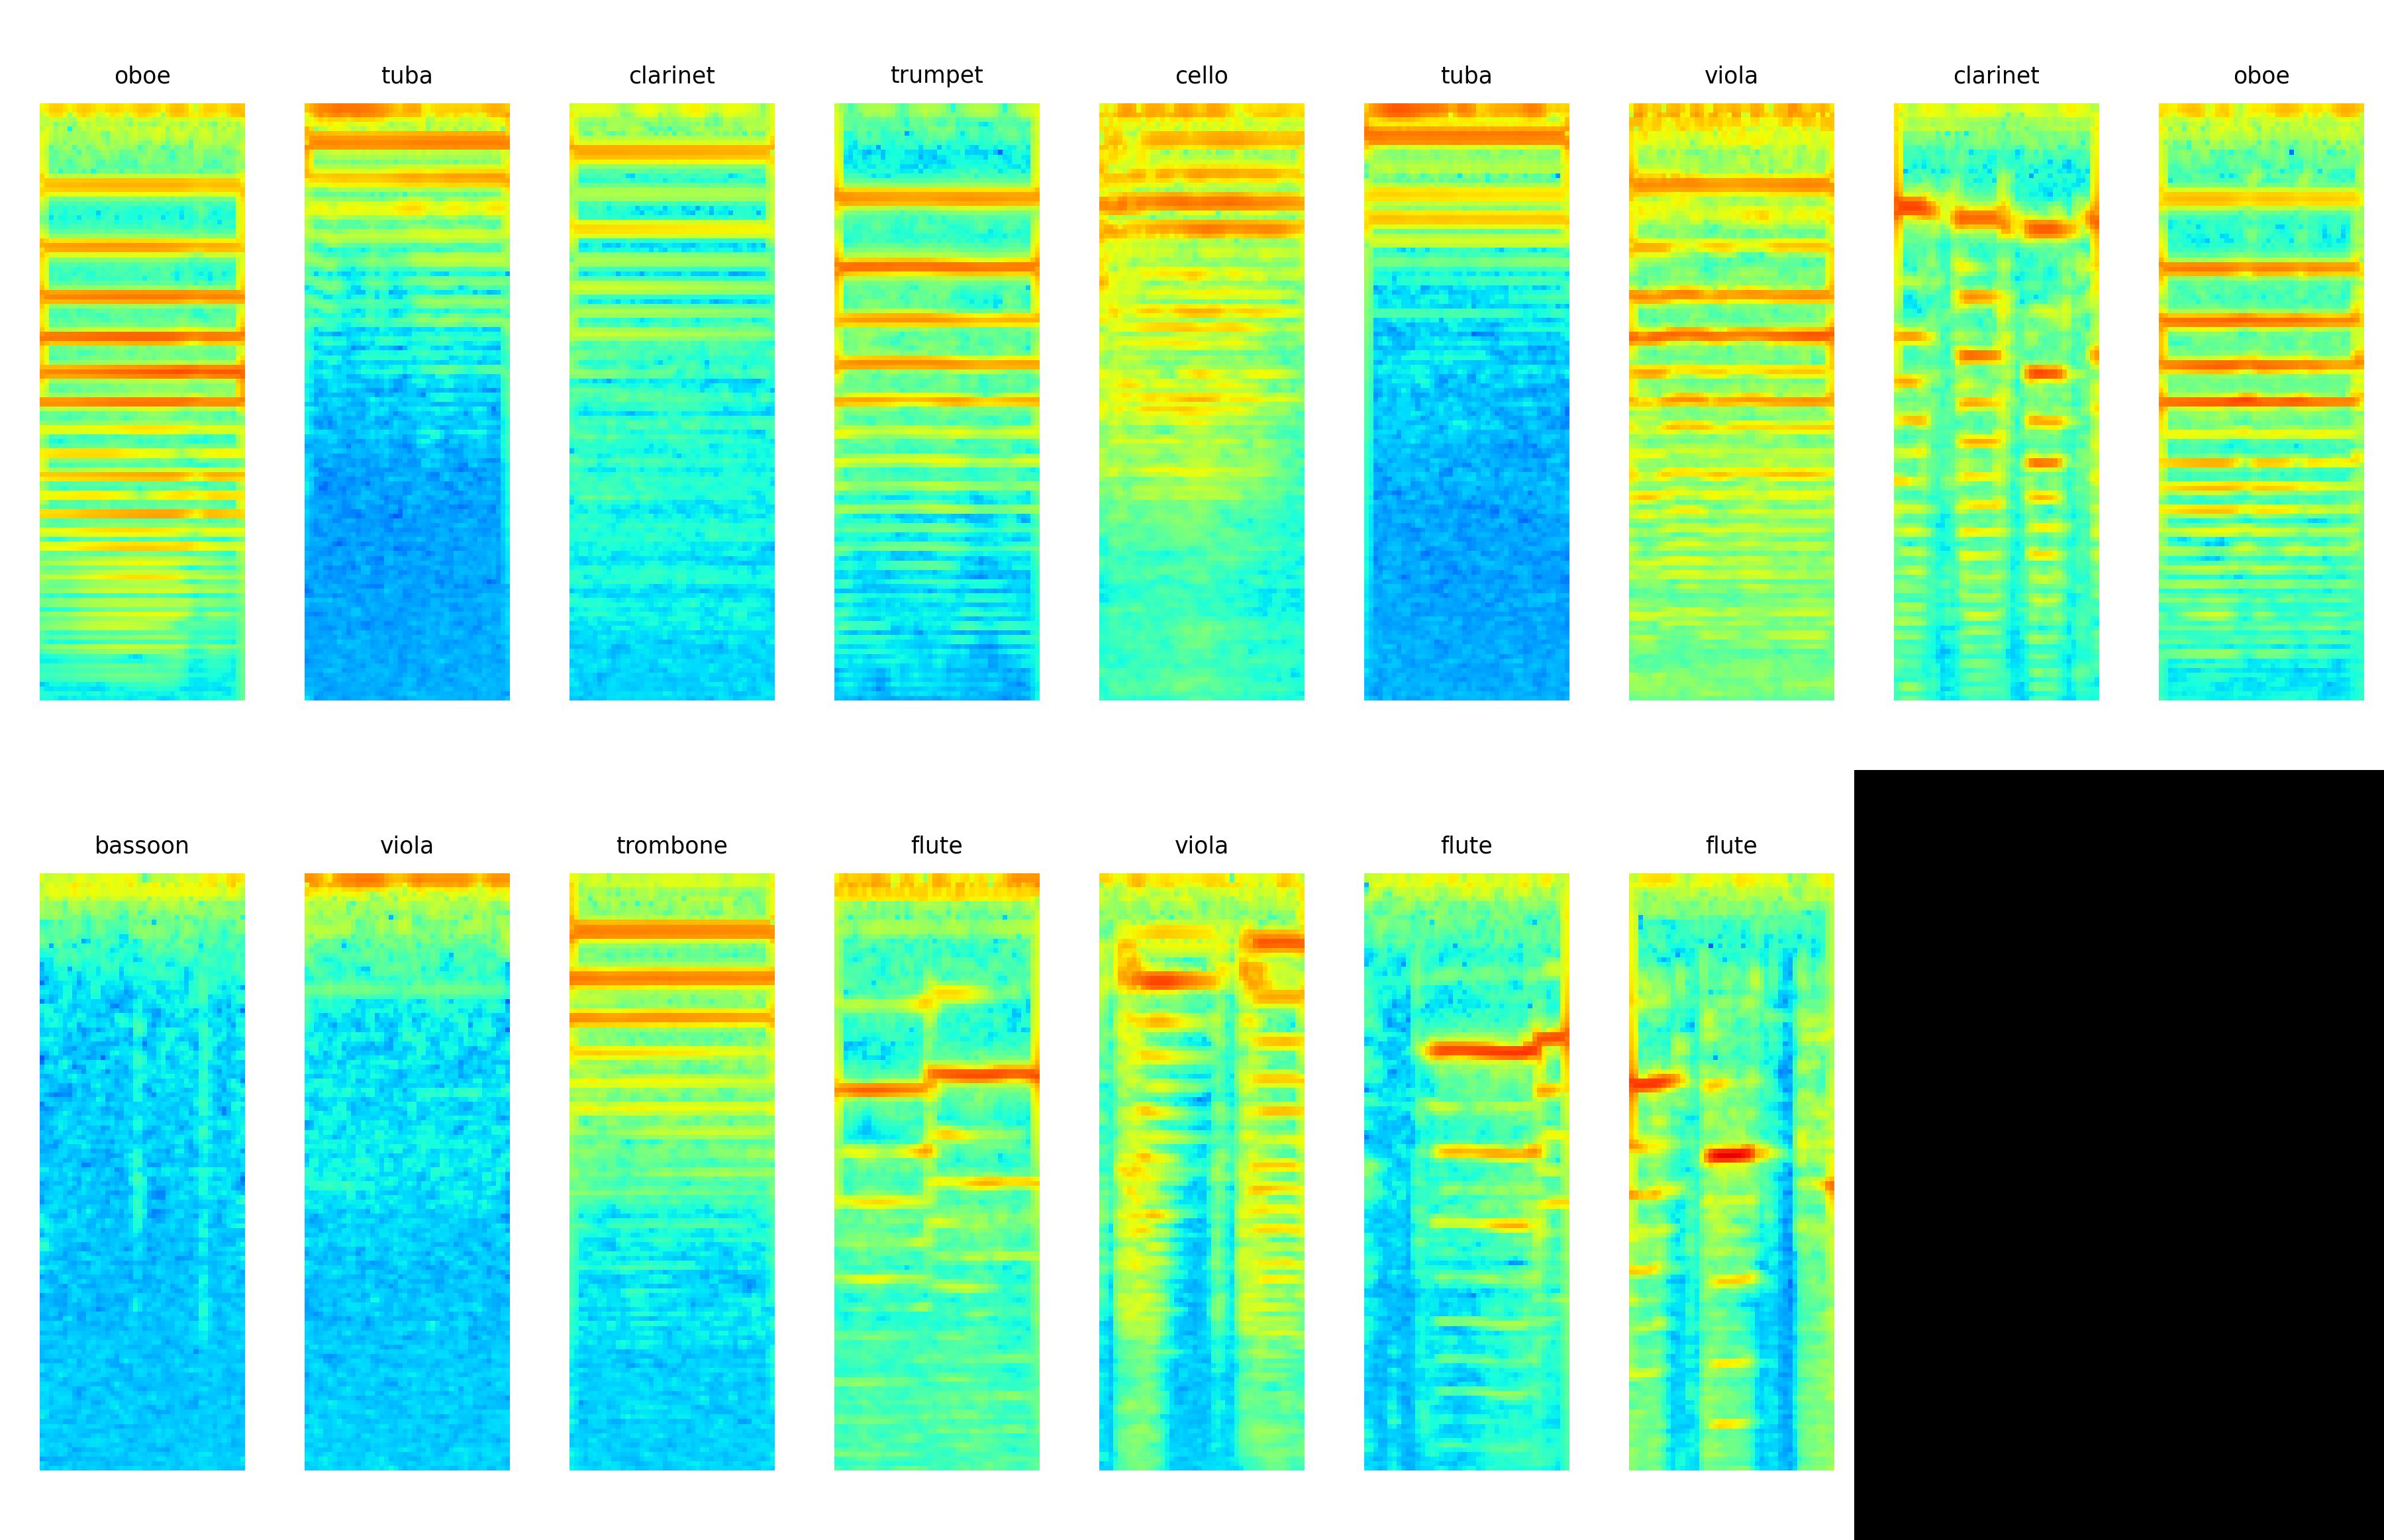 oboe tuba clarinet trumpet cello tuba viola clarinet oboe
bassoon viola trombone flute viola flute flute